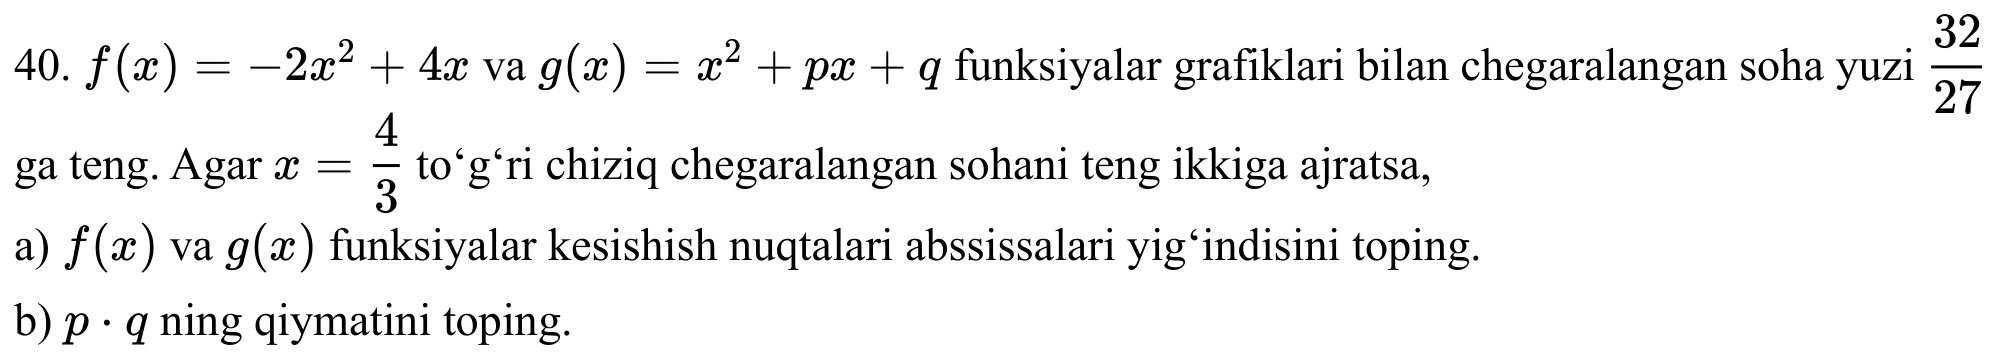 40. f(x) = −2x² + 4x va g(x) = x² + px + q funksiyalar grafiklari bilan chegaralangan soha yuzi 32/27
ga teng. Agar x = 4/3 to‘g‘ri chiziq chegaralangan sohani teng ikkiga ajratsa,
a) f(x) va g(x) funksiyalar kesishish nuqtalari abssissalari yig‘indisini toping.
b) p · q ning qiymatini toping.